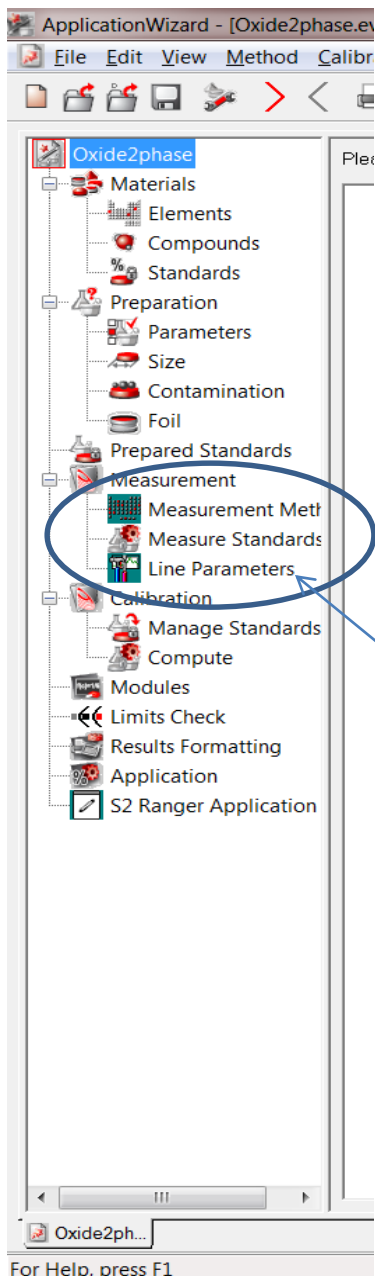 ApplicationWizard - [Oxide2phase.ev
File Edit View Method Calibr
Plea
Oxide2phase
Materials
Elements
Compounds
Standards
Preparation
Parameters
Size
Contamination
Foil
Prepared Standards
Measurement
Measurement Meth
Measure Standards
Line Parameters
Calibration
Manage Standards
Compute
Modules
Limits Check
Results Formatting
Application
S2 Ranger Application
Oxide2ph...
For Help, press F1